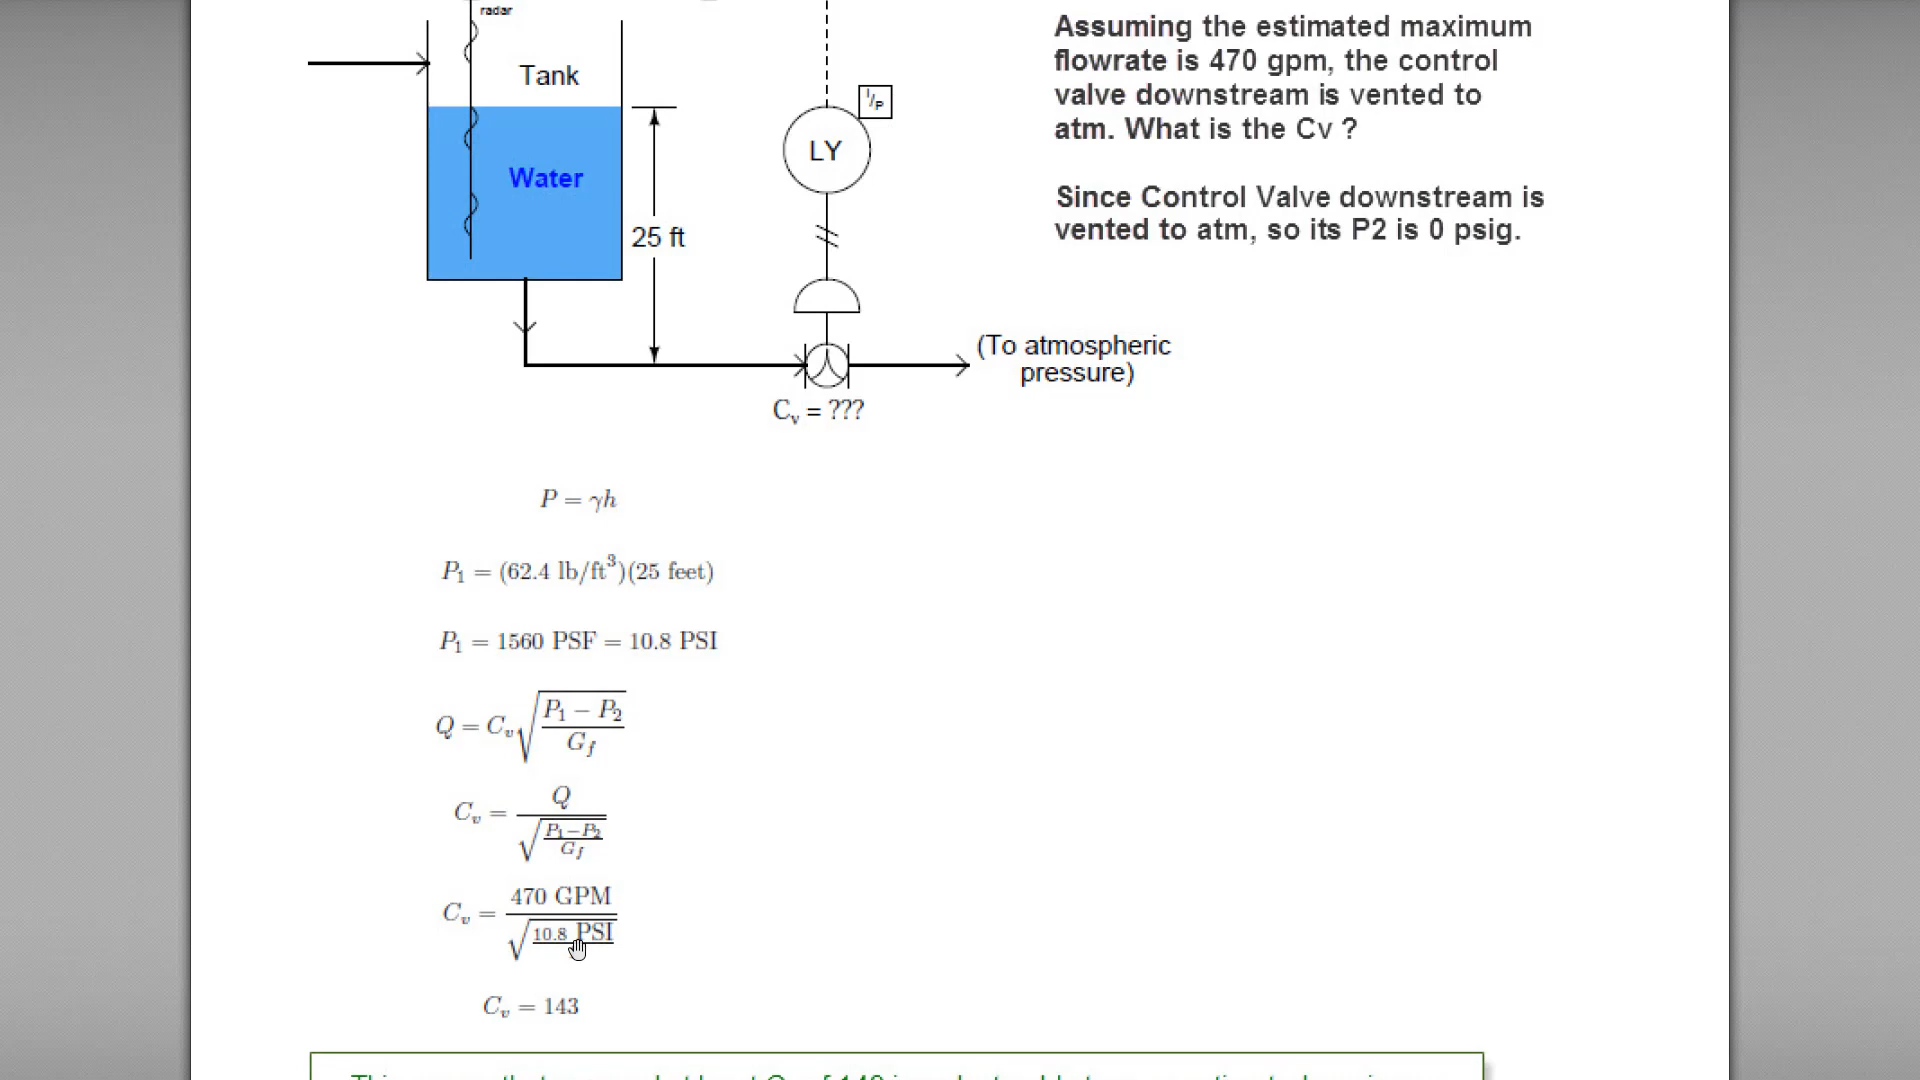 radar
Tank
Water
25 ft
I/P
LY
(To atmospheric
pressure)
Cv = ???
Assuming the estimated maximum
flowrate is 470 gpm, the control
valve downstream is vented to
atm. What is the Cv ?
Since Control Valve downstream is
vented to atm, so its P2 is 0 psig.
P = γh
P₁ = (62.4 lb/ft³)(25 feet)
P₁ = 1560 PSF = 10.8 PSI
Q = Cv√((P₁ − P₂)/Gf)
Cv = Q/√((P₁−P₂)/Gf)
Cv = 470 GPM/√(10.8 PSI)
Cv = 143